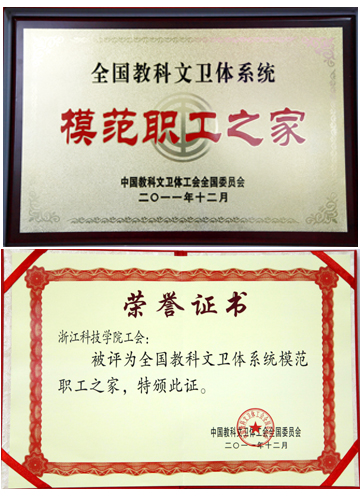 全国教科文卫体系统
模范职工之家
中国教科文卫体工会全国委员会
二〇一一年十二月
荣誉证书
浙江科技学院工会：
被评为全国教科文卫体系统模范
职工之家，特颁此证。
中国教科文卫体工会全国委员会
二〇一一年十二月